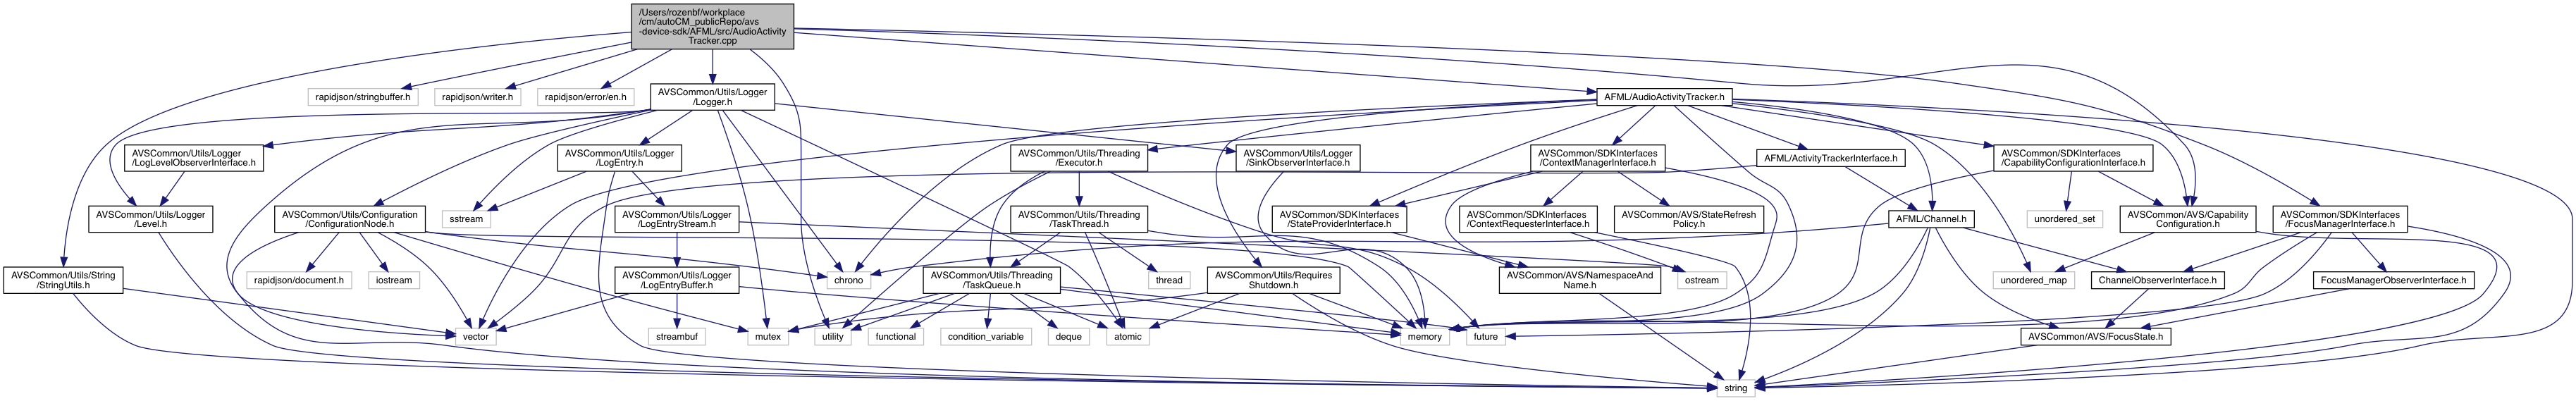 /Users/rozenbf/workplace
/cm/autoCM_publicRepo/avs
-device-sdk/AFML/src/AudioActivity
Tracker.cpp
rapidjson/stringbuffer.h
rapidjson/writer.h
rapidjson/error/en.h
AVSCommon/Utils/Logger
/Logger.h
AFML/AudioActivityTracker.h
AVSCommon/Utils/Logger
/LogLevelObserverInterface.h
AVSCommon/Utils/Logger
/LogEntry.h
AVSCommon/Utils/Threading
/Executor.h
AVSCommon/Utils/Logger
/SinkObserverInterface.h
AVSCommon/SDKInterfaces
/ContextManagerInterface.h
AFML/ActivityTrackerInterface.h
AVSCommon/SDKInterfaces
/CapabilityConfigurationInterface.h
AVSCommon/Utils/Logger
/Level.h
AVSCommon/Utils/Configuration
/ConfigurationNode.h
sstream
AVSCommon/Utils/Logger
/LogEntryStream.h
AVSCommon/Utils/Threading
/TaskThread.h
AVSCommon/SDKInterfaces
/StateProviderInterface.h
AVSCommon/SDKInterfaces
/ContextRequesterInterface.h
AVSCommon/AVS/StateRefresh
Policy.h
AFML/Channel.h
unordered_set
AVSCommon/AVS/Capability
Configuration.h
AVSCommon/SDKInterfaces
/FocusManagerInterface.h
AVSCommon/Utils/String
/StringUtils.h
rapidjson/document.h
iostream
AVSCommon/Utils/Logger
/LogEntryBuffer.h
chrono
AVSCommon/Utils/Threading
/TaskQueue.h
thread
AVSCommon/Utils/Requires
Shutdown.h
AVSCommon/AVS/NamespaceAnd
Name.h
ostream
unordered_map
ChannelObserverInterface.h
FocusManagerObserverInterface.h
vector
streambuf
mutex
utility
functional
condition_variable
deque
atomic
memory
future
AVSCommon/AVS/FocusState.h
string